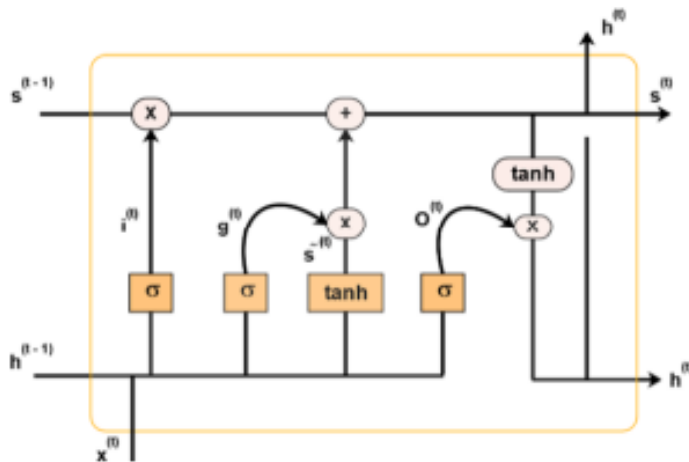 h^(t)
s^(t-1)
s^(t)
x
+
tanh
i^(t)
g^(t)
x
O^(t)
x
s~^(t)
σ
σ
tanh
σ
h^(t-1)
h^(t)
x^(t)